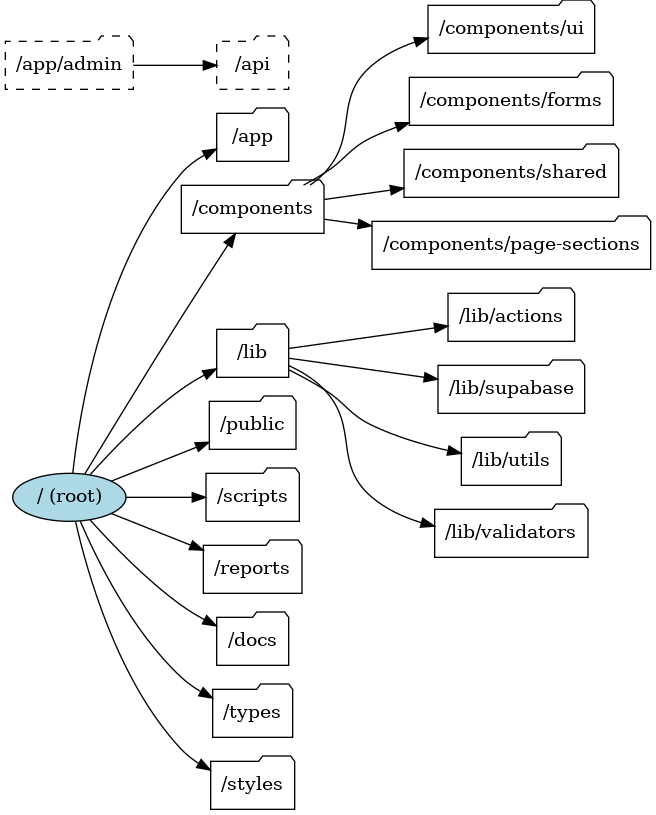 /app/admin
/api
/components/ui
/components/forms
/app
/components/shared
/components
/components/page-sections
/lib/actions
/lib
/lib/supabase
/public
/lib/utils
/ (root)
/scripts
/lib/validators
/reports
/docs
/types
/styles